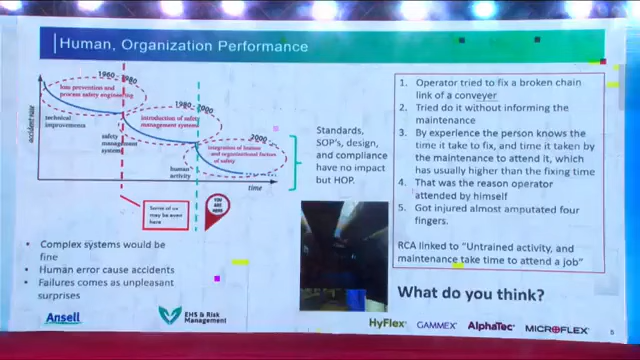 Human, Organization Performance
1960 - 1980
loss prevention and
process safety engineering
1980 - 2000
introduction of safety
management systems
2000 -
integration of human
and organizational factors
of safety
accident rate
technical
improvements
safety
management
system
human
activity
time
Some of us
may be even
here
YOU
ARE
HERE
Standards,
SOP's, design,
and compliance
have no impact
but HOP.
1. Operator tried to fix a broken chain
link of a conveyer
2. Tried do it without informing the
maintenance
3. By experience the person knows the
time it take to fix, and time it taken by
the maintenance to attend it, which
has usually higher than the fixing time
4. That was the reason operator
attended by himself
5. Got injured almost amputated four
fingers.
RCA linked to "Untrained activity, and
maintenance take time to attend a job"
• Complex systems would be
fine
• Human error cause accidents
• Failures comes as unpleasant
surprises
What do you think?
Ansell
EHS & Risk
Management
HyFlex
GAMMEX
AlphaTec
MICROFLEX
5